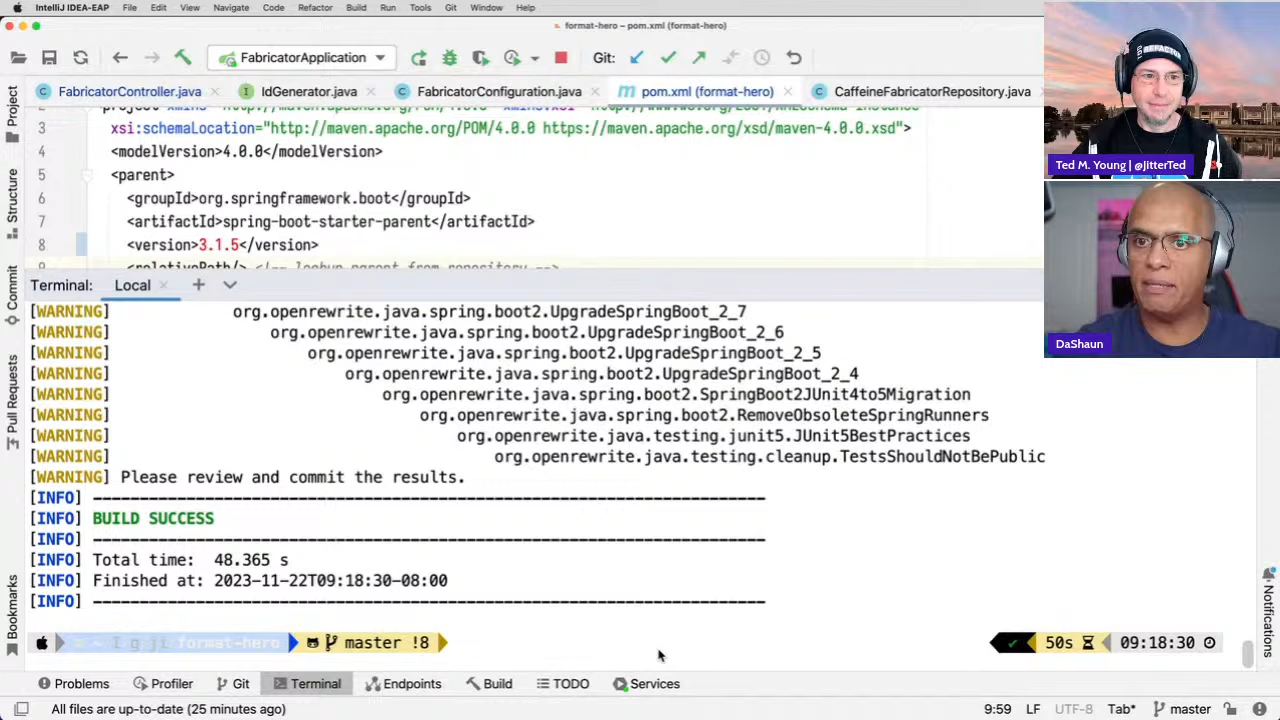 IntelliJ IDEA-EAP File Edit View Navigate Code Refactor Build Run Tools Git Window Help
format-hero – pom.xml (format-hero)
FabricatorApplication Git:
FabricatorController.java IdGenerator.java FabricatorConfiguration.java pom.xml (format-hero) CaffeineFabricatorRepository.java
3 xsi:schemaLocation="http://maven.apache.org/POM/4.0.0 https://maven.apache.org/xsd/maven-4.0.0.xsd">
4 <modelVersion>4.0.0</modelVersion>
5 <parent>
6 <groupId>org.springframework.boot</groupId>
7 <artifactId>spring-boot-starter-parent</artifactId>
8 <version>3.1.5</version>
9 <relativePath/> <!-- lookup parent from repository -->
Terminal: Local
[WARNING] org.openrewrite.java.spring.boot2.UpgradeSpringBoot_2_7
[WARNING] org.openrewrite.java.spring.boot2.UpgradeSpringBoot_2_6
[WARNING] org.openrewrite.java.spring.boot2.UpgradeSpringBoot_2_5
[WARNING] org.openrewrite.java.spring.boot2.UpgradeSpringBoot_2_4
[WARNING] org.openrewrite.java.spring.boot2.SpringBoot2JUnit4to5Migration
[WARNING] org.openrewrite.java.spring.boot2.RemoveObsoleteSpringRunners
[WARNING] org.openrewrite.java.testing.junit5.JUnit5BestPractices
[WARNING] org.openrewrite.java.testing.cleanup.TestsShouldNotBePublic
[WARNING] Please review and commit the results.
[INFO] ------------------------------------------------------------------------
[INFO] BUILD SUCCESS
[INFO] ------------------------------------------------------------------------
[INFO] Total time: 48.365 s
[INFO] Finished at: 2023-11-22T09:18:30-08:00
[INFO] ------------------------------------------------------------------------
format-hero master !8 50s 09:18:30
Problems Profiler Git Terminal Endpoints Build TODO Services
All files are up-to-date (25 minutes ago) 9:59 LF UTF-8 Tab* master
Project
Structure
Commit
Pull Requests
Bookmarks
Notifications
REFACTOR
Ted M. Young | @JitterTed
DaShaun